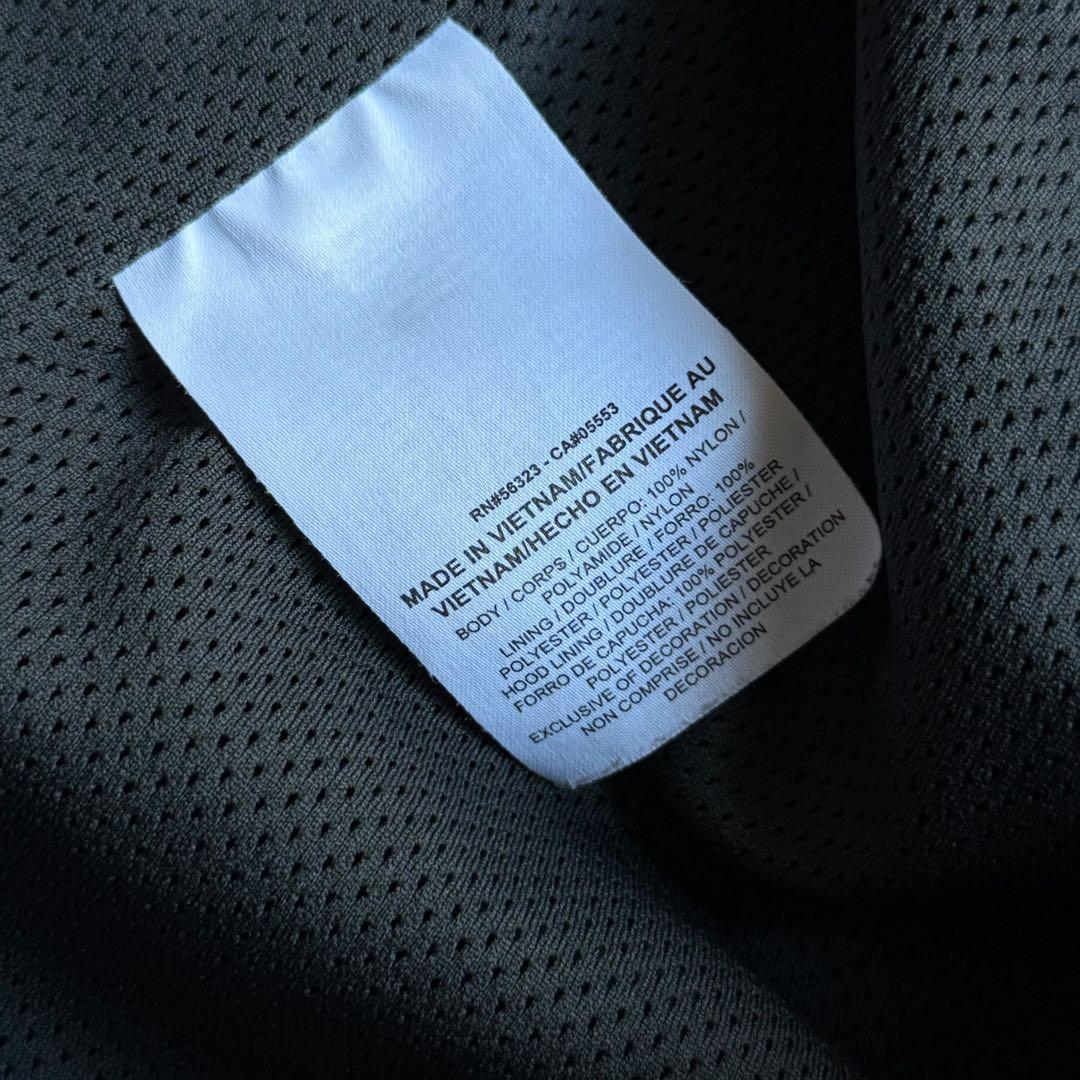 RN#56323 - CA#05553
MADE IN VIETNAM/FABRIQUE AU
VIETNAM/HECHO EN VIETNAM
BODY / CORPS / CUERPO: 100% NYLON /
POLYAMIDE / NYLON
LINING / DOUBLURE / FORRO: 100%
POLYESTER / POLYESTER / POLIESTER
HOOD LINING / DOUBLURE DE CAPUCHE /
FORRO DE CAPUCHA: 100% POLYESTER /
POLYESTER / POLIESTER
EXCLUSIVE OF DECORATION / DECORATION
NON COMPRISE / NO INCLUYE LA
DECORACION